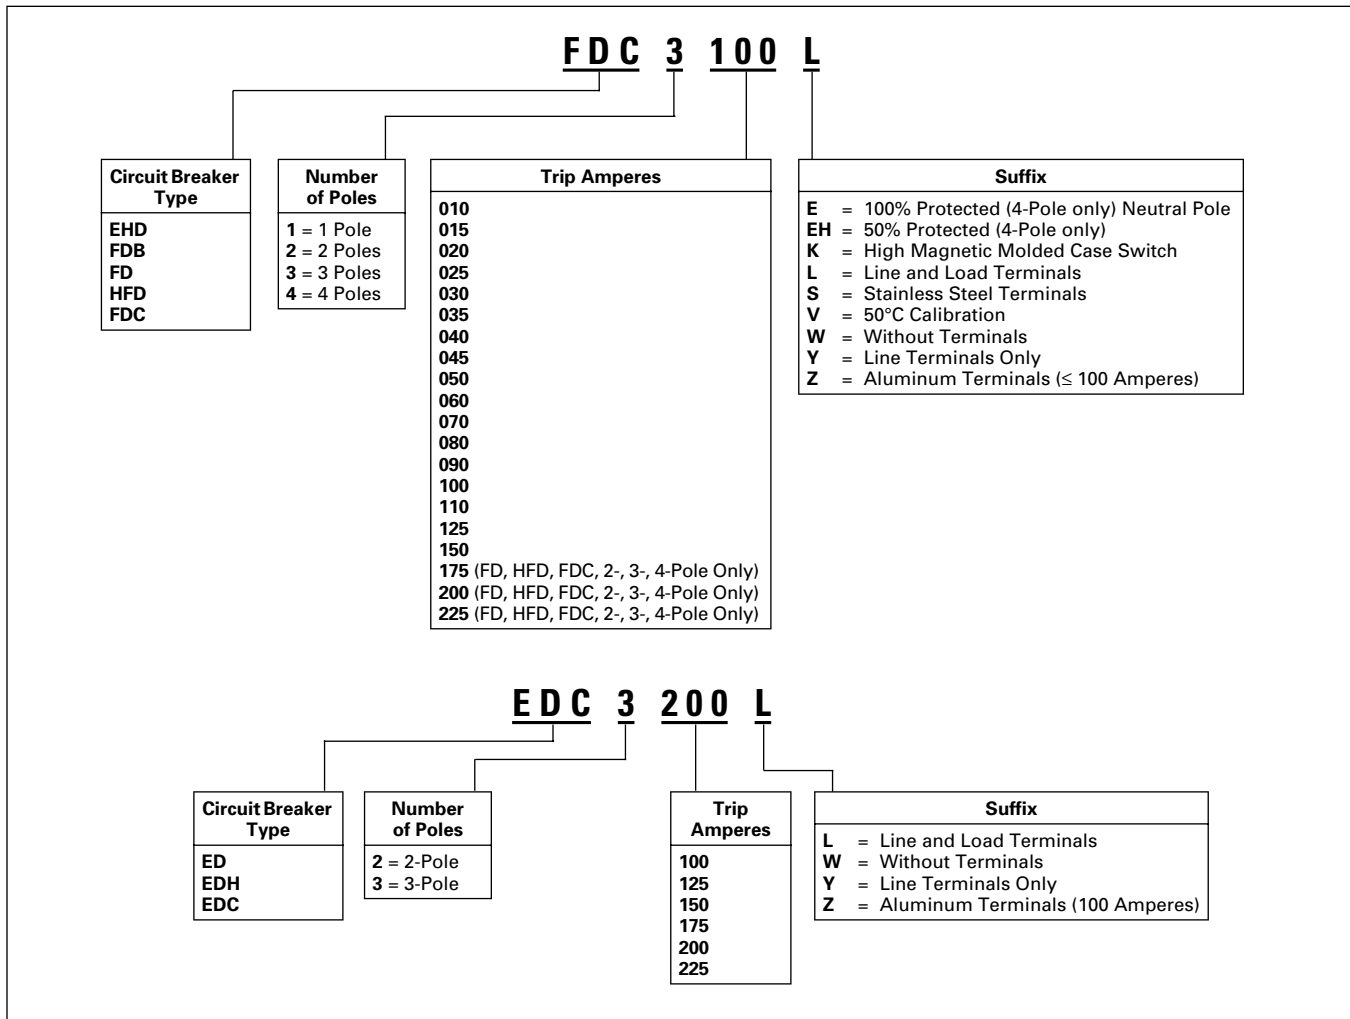 FDC 3 100 L
Circuit Breaker
Type
EHD
FDB
FD
HFD
FDC
Number
of Poles
1 = 1 Pole
2 = 2 Poles
3 = 3 Poles
4 = 4 Poles
Trip Amperes
010
015
020
025
030
035
040
045
050
060
070
080
090
100
110
125
150
175 (FD, HFD, FDC, 2-, 3-, 4-Pole Only)
200 (FD, HFD, FDC, 2-, 3-, 4-Pole Only)
225 (FD, HFD, FDC, 2-, 3-, 4-Pole Only)
Suffix
E = 100% Protected (4-Pole only) Neutral Pole
EH = 50% Protected (4-Pole only)
K = High Magnetic Molded Case Switch
L = Line and Load Terminals
S = Stainless Steel Terminals
V = 50°C Calibration
W = Without Terminals
Y = Line Terminals Only
Z = Aluminum Terminals (≤ 100 Amperes)
EDC 3 200 L
Circuit Breaker
Type
ED
EDH
EDC
Number
of Poles
2 = 2-Pole
3 = 3-Pole
Trip
Amperes
100
125
150
175
200
225
Suffix
L = Line and Load Terminals
W = Without Terminals
Y = Line Terminals Only
Z = Aluminum Terminals (100 Amperes)